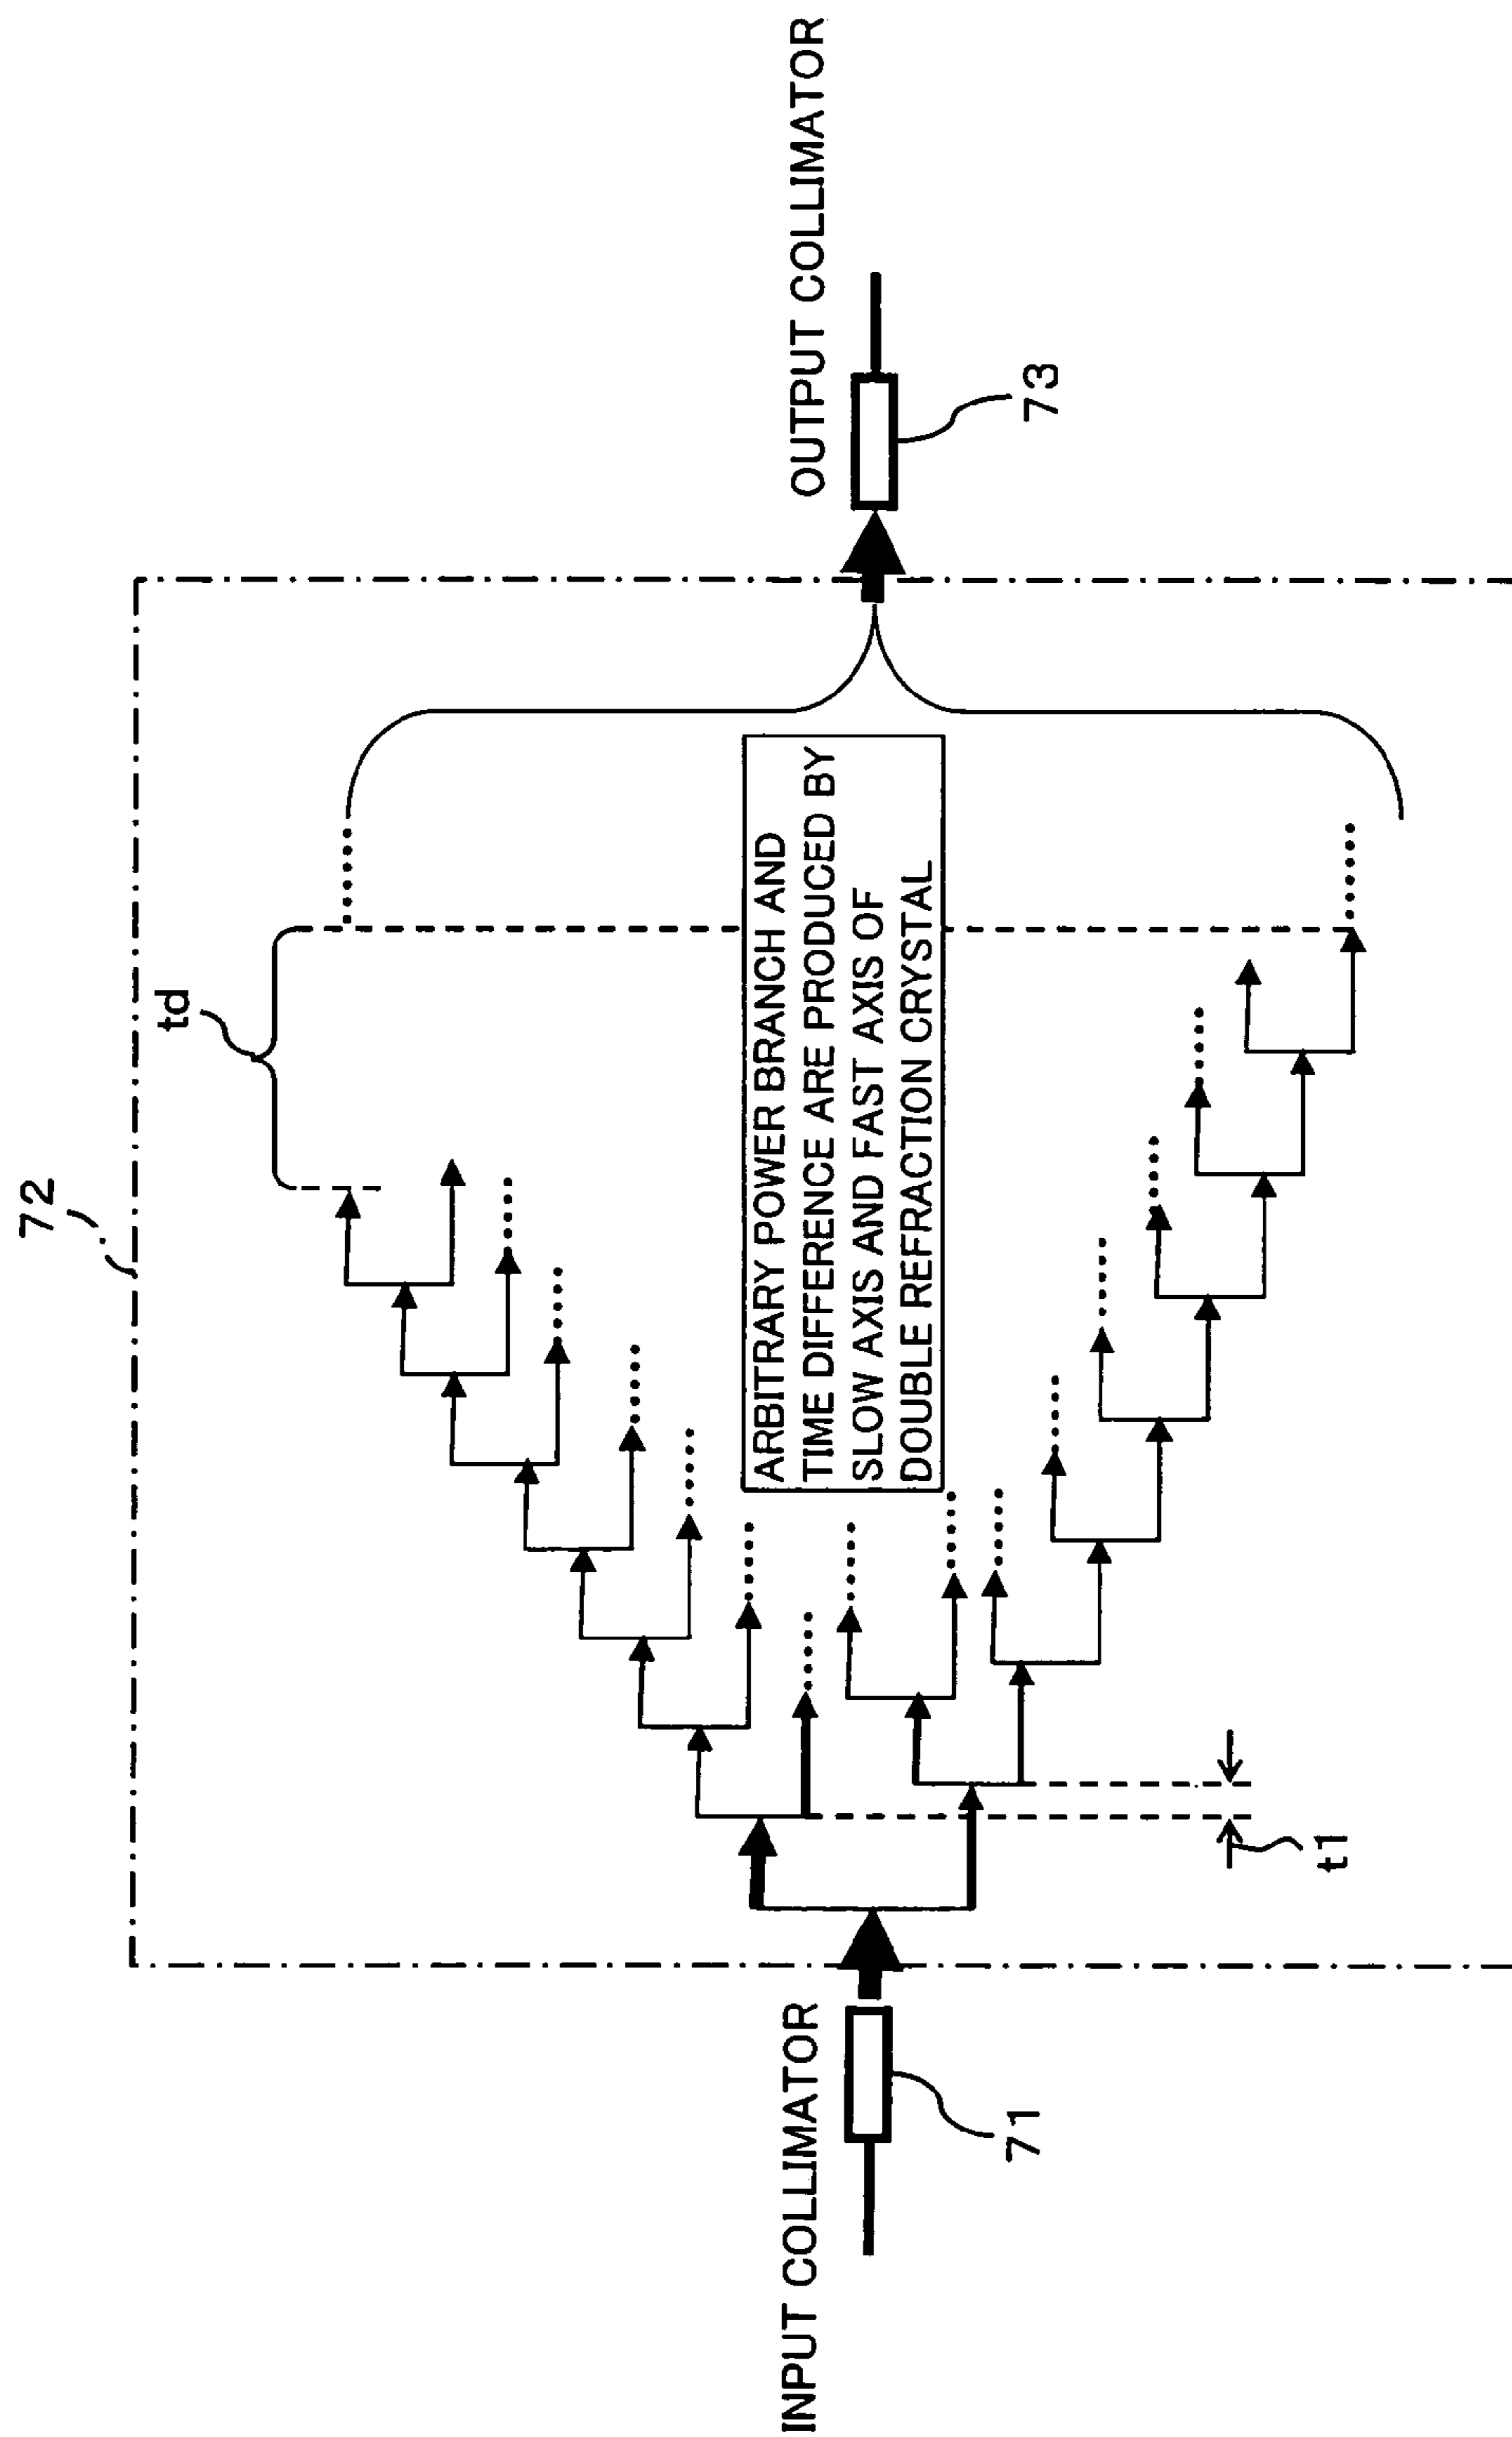 72
td
INPUT COLLIMATOR
71
t1
ARBITRARY POWER BRANCH AND
TIME DIFFERENCE ARE PRODUCED BY
SLOW AXIS AND FAST AXIS OF
DOUBLE REFRACTION CRYSTAL
OUTPUT COLLIMATOR
73